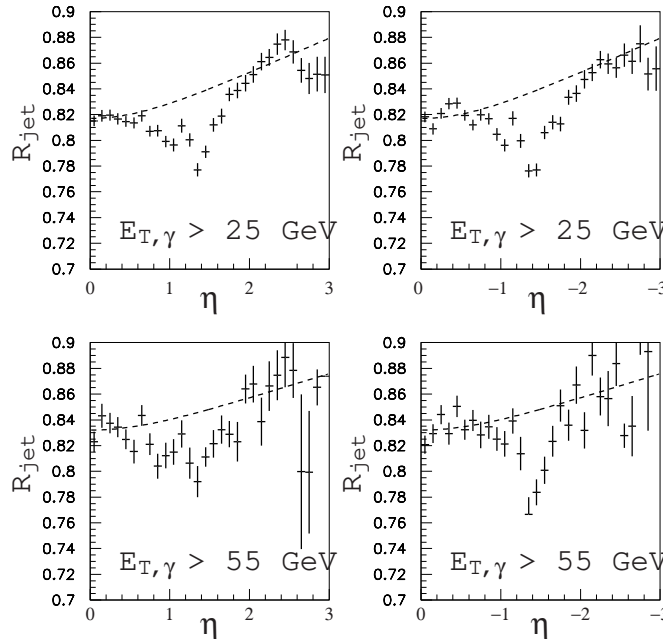 0.9 0.9
0.88 0.88
0.86 0.86
0.84 0.84
0.82 0.82
0.8 0.8
0.78 0.78
0.76 0.76
0.74 0.74
0.72 0.72
0.7 0.7
R_jet R_jet
E_T,γ > 25 GeV E_T,γ > 25 GeV
0 1 2 3 0 −1 −2 −3
η η
0.9 0.9
0.88 0.88
0.86 0.86
0.84 0.84
0.82 0.82
0.8 0.8
0.78 0.78
0.76 0.76
0.74 0.74
0.72 0.72
0.7 0.7
R_jet R_jet
E_T,γ > 55 GeV E_T,γ > 55 GeV
0 1 2 3 0 −1 −2 −3
η η